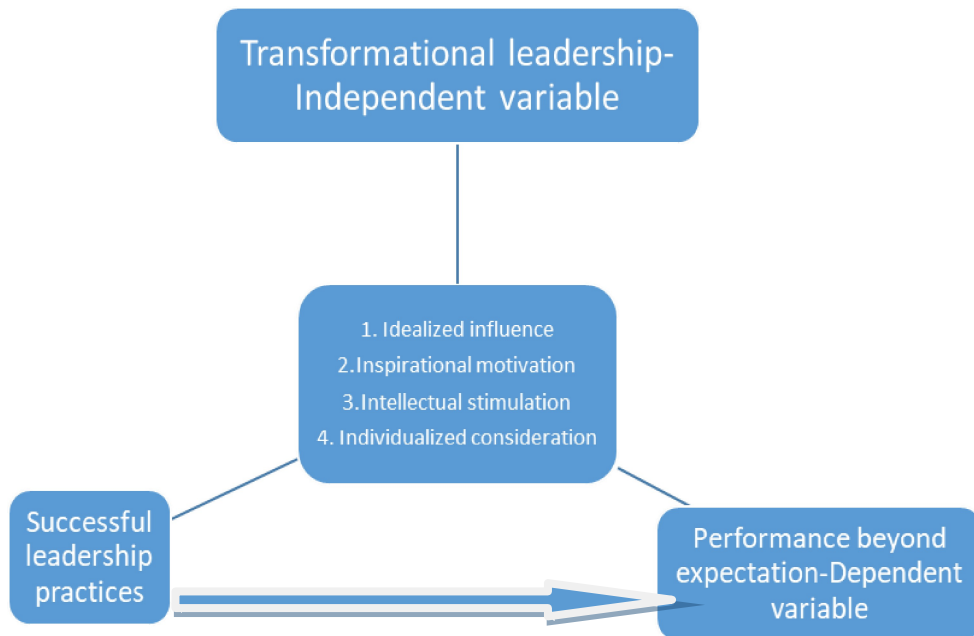 Transformational leadership-
Independent variable
1. Idealized influence
2.Inspirational motivation
3.Intellectual stimulation
4. Individualized consideration
Successful
leadership
practices
Performance beyond
expectation-Dependent
variable